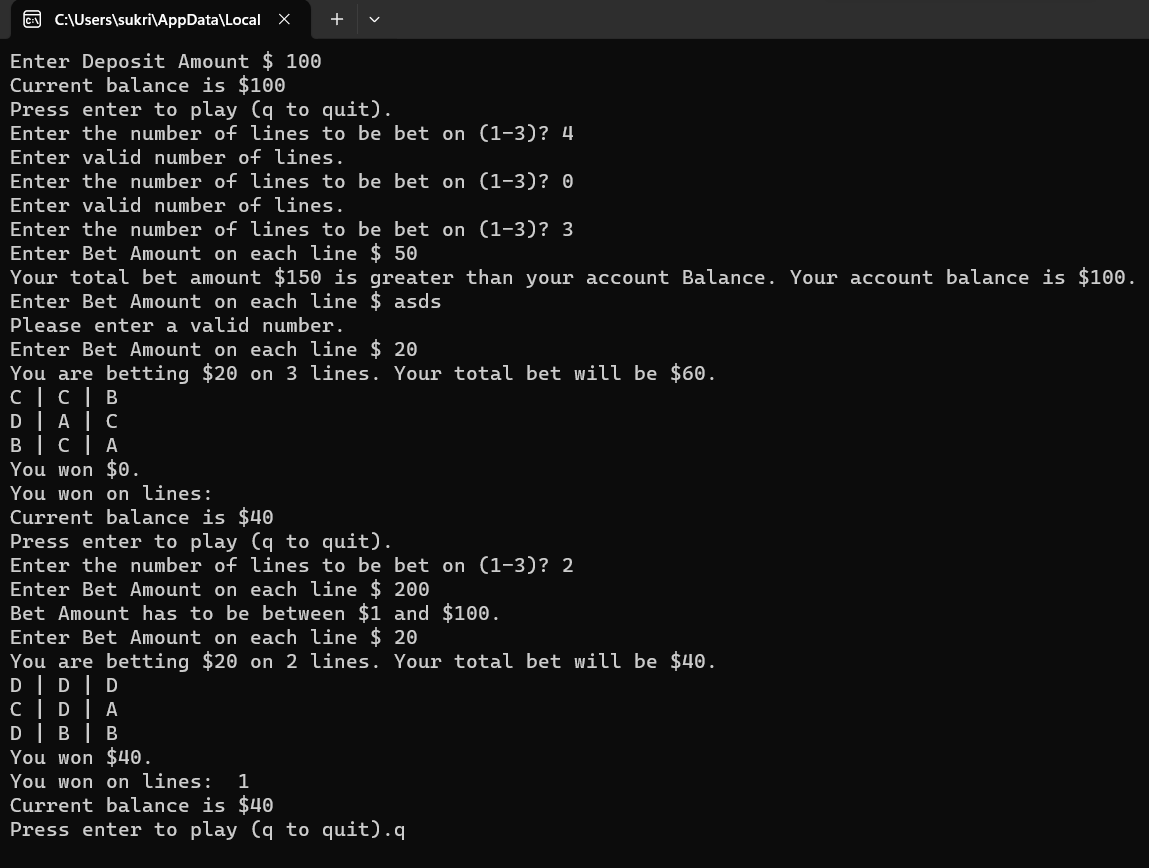 C:\Users\sukri\AppData\Local
Enter Deposit Amount $ 100
Current balance is $100
Press enter to play (q to quit).
Enter the number of lines to be bet on (1-3)? 4
Enter valid number of lines.
Enter the number of lines to be bet on (1-3)? 0
Enter valid number of lines.
Enter the number of lines to be bet on (1-3)? 3
Enter Bet Amount on each line $ 50
Your total bet amount $150 is greater than your account Balance. Your account balance is $100.
Enter Bet Amount on each line $ asds
Please enter a valid number.
Enter Bet Amount on each line $ 20
You are betting $20 on 3 lines. Your total bet will be $60.
C | C | B
D | A | C
B | C | A
You won $0.
You won on lines:
Current balance is $40
Press enter to play (q to quit).
Enter the number of lines to be bet on (1-3)? 2
Enter Bet Amount on each line $ 200
Bet Amount has to be between $1 and $100.
Enter Bet Amount on each line $ 20
You are betting $20 on 2 lines. Your total bet will be $40.
D | D | D
C | D | A
D | B | B
You won $40.
You won on lines:  1
Current balance is $40
Press enter to play (q to quit).q